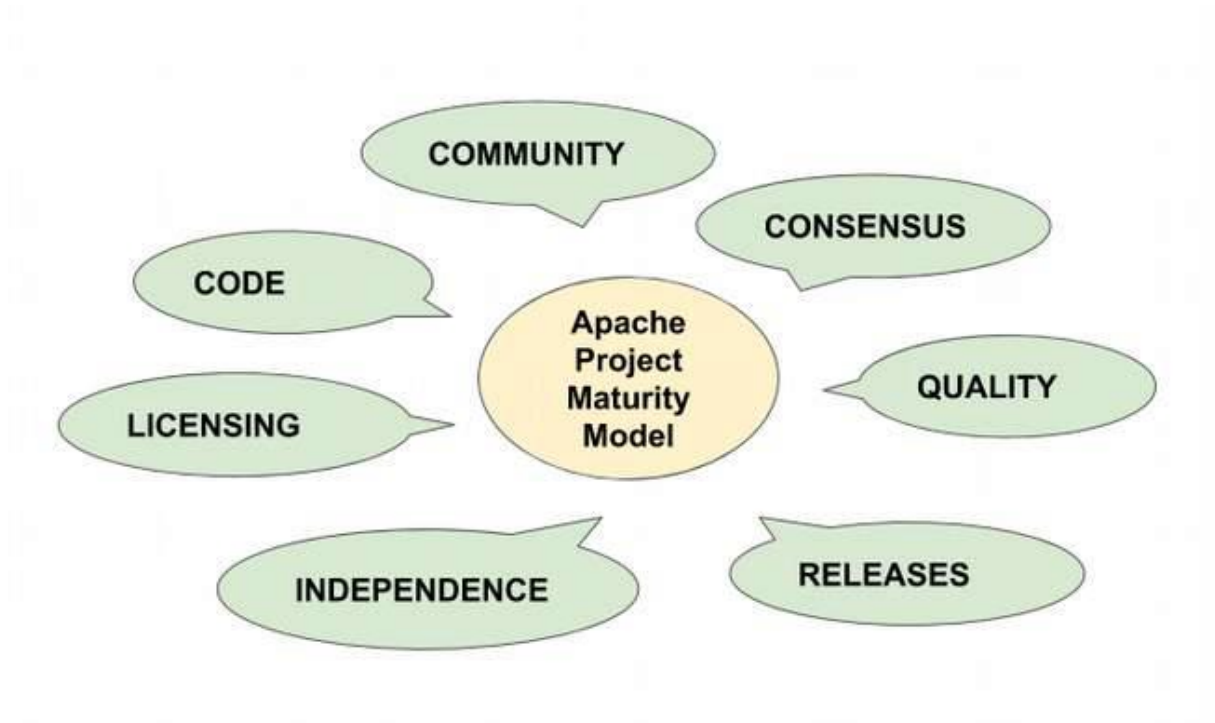 COMMUNITY
CONSENSUS
CODE
Apache
Project
Maturity
Model
QUALITY
LICENSING
INDEPENDENCE
RELEASES